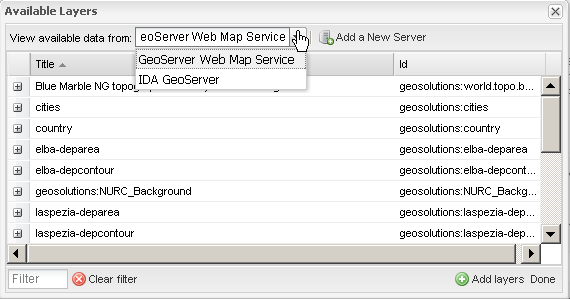 Available Layers
View available data from: eoServer Web Map Service Add a New Server
GeoServer Web Map Service
IDA GeoServer
Title Id
Blue Marble NG geosolutions:world.topo.b...
cities geosolutions:cities
country geosolutions:country
elba-deparea geosolutions:elba-deparea
elba-depcontour geosolutions:elba-depcont...
geosolutions:NURC_Background geosolutions:NURC_Backg...
laspezia-deparea geosolutions:laspezia-dep...
laspezia-depcontour geosolutions:laspezia-dep...
Filter Clear filter Add layers Done